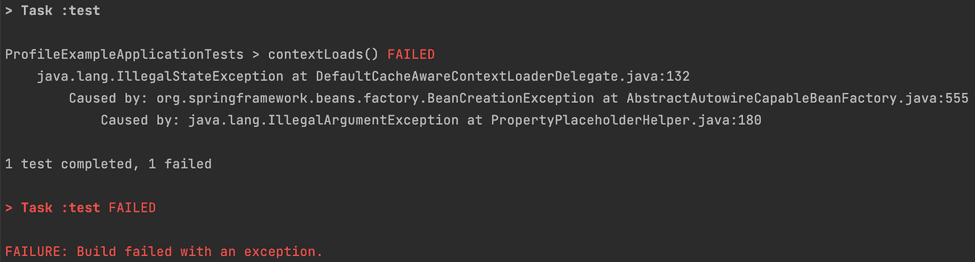 > Task :test
ProfileExampleApplicationTests > contextLoads() FAILED
java.lang.IllegalStateException at DefaultCacheAwareContextLoaderDelegate.java:132
Caused by: org.springframework.beans.factory.BeanCreationException at AbstractAutowireCapableBeanFactory.java:555
Caused by: java.lang.IllegalArgumentException at PropertyPlaceholderHelper.java:180
1 test completed, 1 failed
> Task :test FAILED
FAILURE: Build failed with an exception.